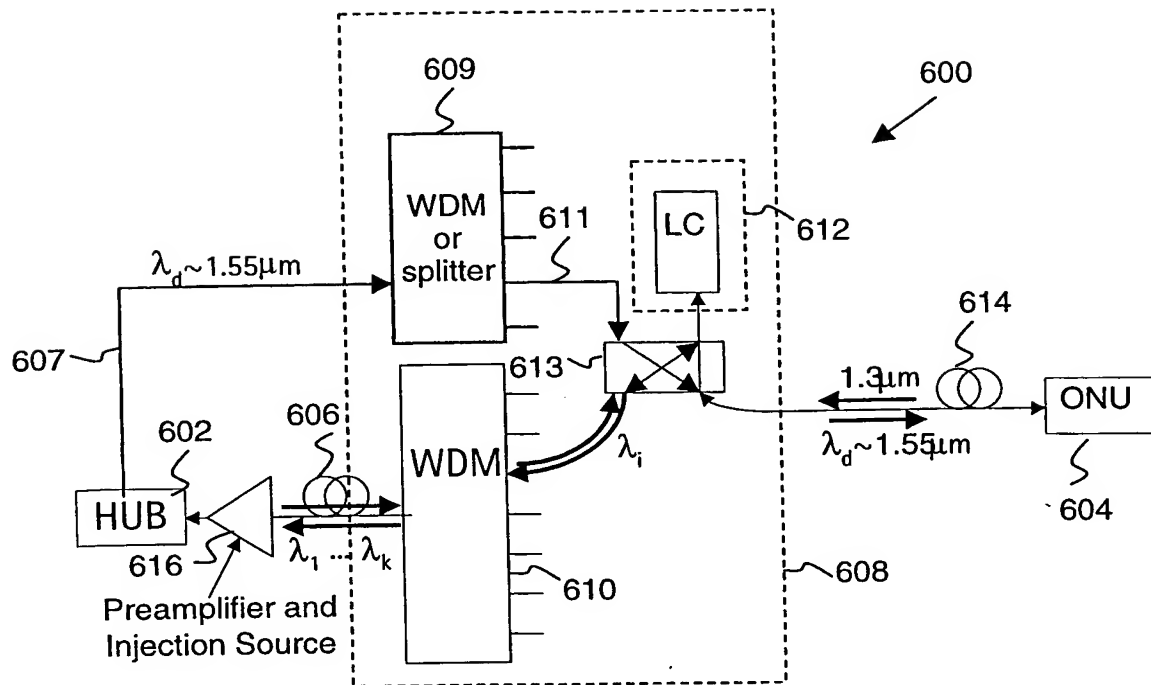 609
600
WDM
or
splitter
611
LC
612
λd~1.55μm
607
613
614
1.3μm
ONU
λd~1.55μm
604
606
602
WDM
λi
HUB
616
λ1 .... λk
610
608
Preamplifier and
Injection Source